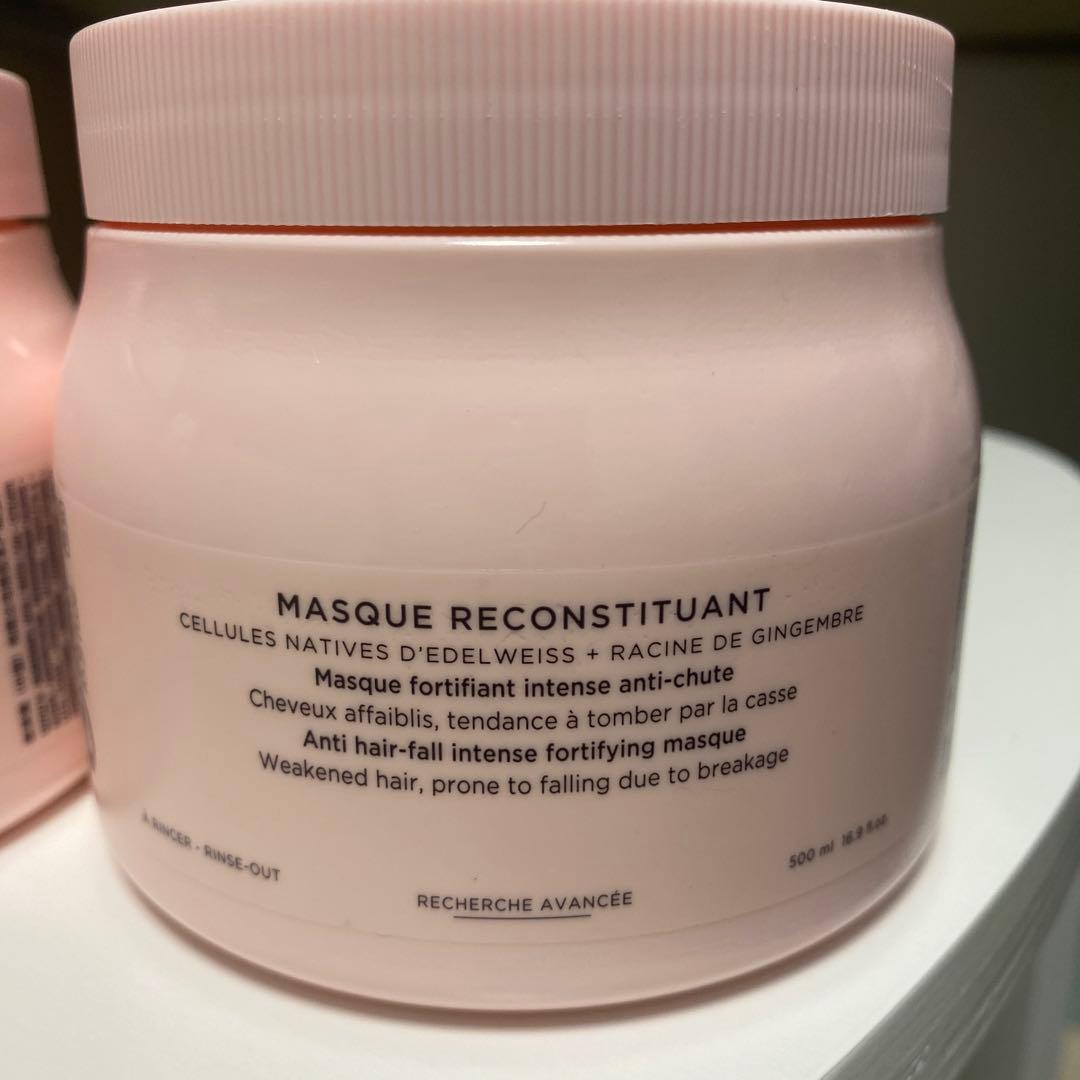 MASQUE RECONSTITUANT
CELLULES NATIVES D'EDELWEISS + RACINE DE GINGEMBRE
Masque fortifiant intense anti-chute
Cheveux affaiblis, tendance à tomber par la casse
Anti hair-fall intense fortifying masque
Weakened hair, prone to falling due to breakage
À RINCER - RINSE-OUT
500 ml 16.9 fl.oz
RECHERCHE AVANCÉE